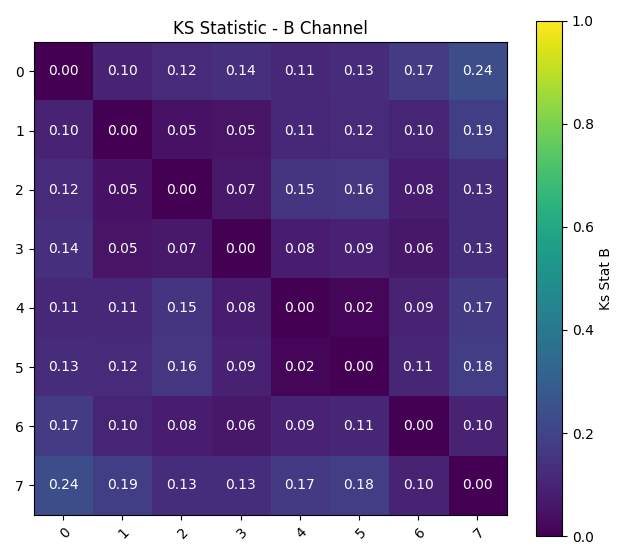 KS Statistic - B Channel
0 0.00 0.10 0.12 0.14 0.11 0.13 0.17 0.24
1 0.10 0.00 0.05 0.05 0.11 0.12 0.10 0.19
2 0.12 0.05 0.00 0.07 0.15 0.16 0.08 0.13
3 0.14 0.05 0.07 0.00 0.08 0.09 0.06 0.13
4 0.11 0.11 0.15 0.08 0.00 0.02 0.09 0.17
5 0.13 0.12 0.16 0.09 0.02 0.00 0.11 0.18
6 0.17 0.10 0.08 0.06 0.09 0.11 0.00 0.10
7 0.24 0.19 0.13 0.13 0.17 0.18 0.10 0.00
0 1 2 3 4 5 6 7
1.0
0.8
0.6
0.4
0.2
0.0
Ks Stat B